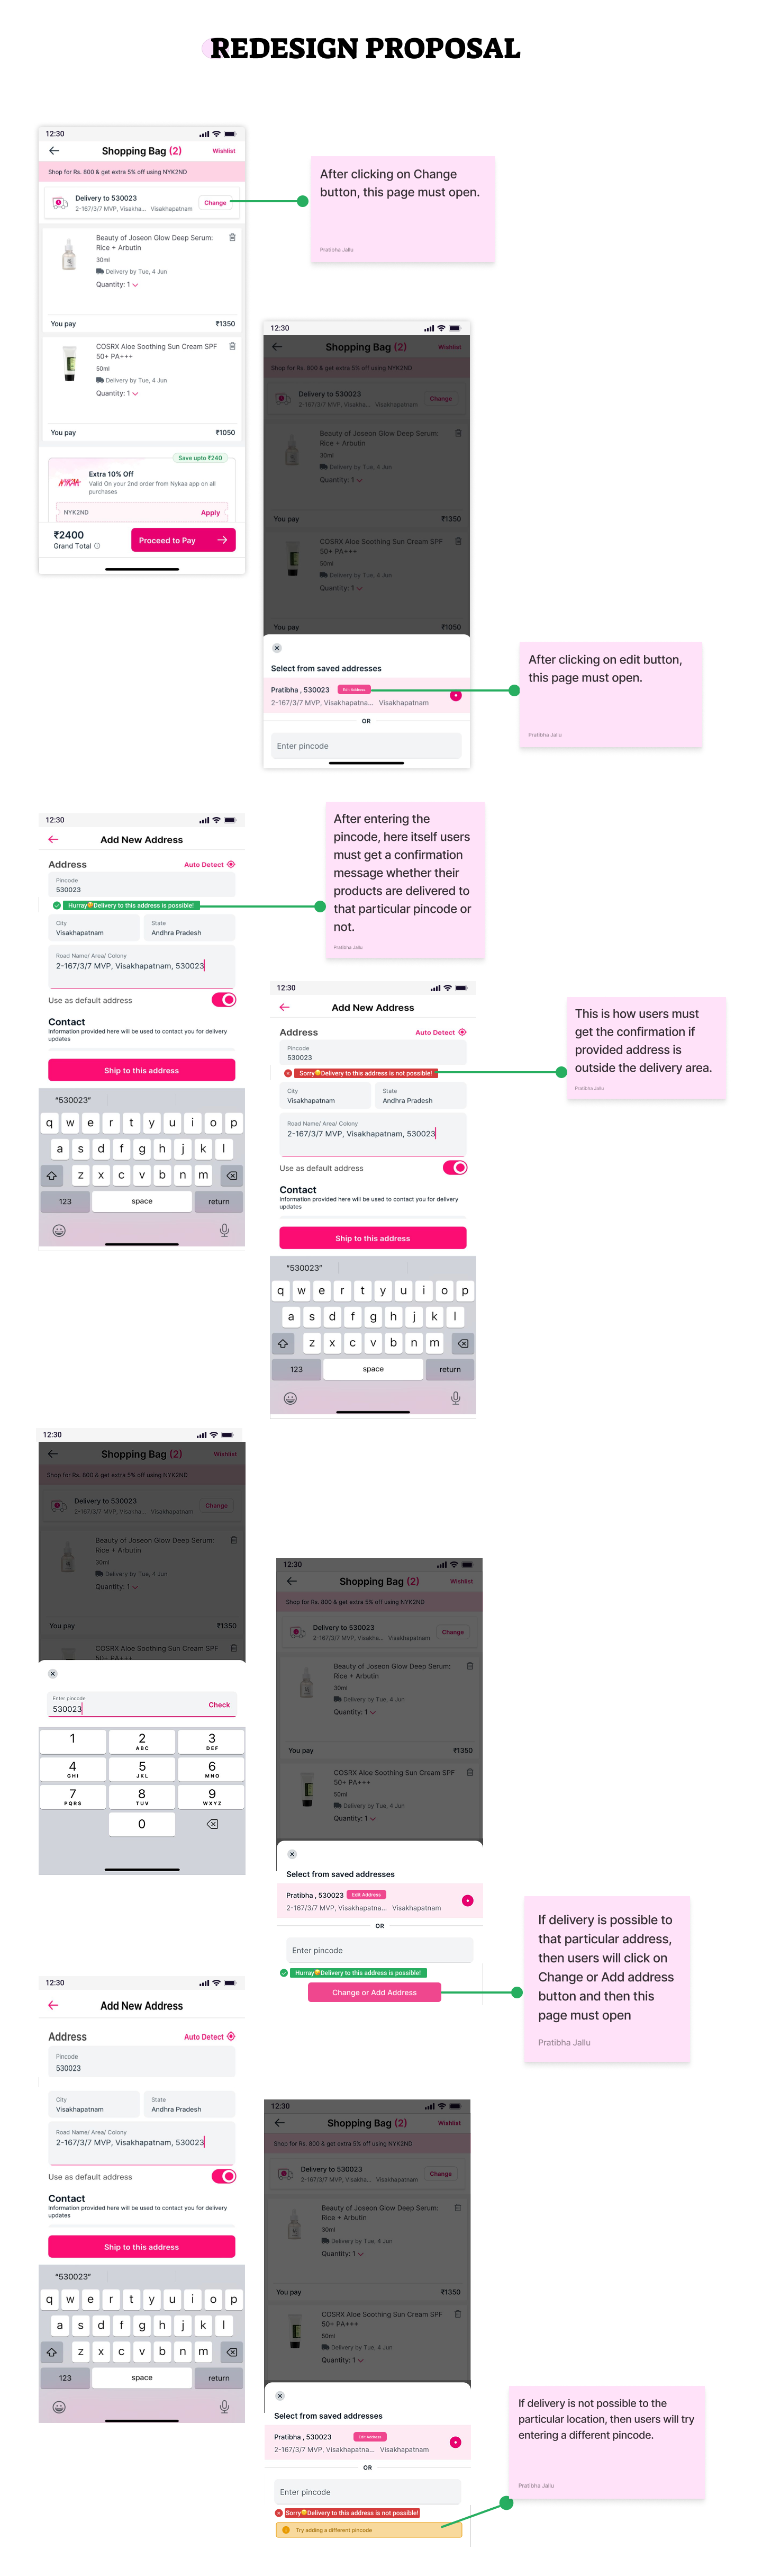 REDESIGN PROPOSAL
12:30
Shopping Bag (2)
Wishlist
Shop for Rs. 800 & get extra 5% off using NYK2ND
Delivery to 530023
2-167/3/7 MVP, Visakha... Visakhapatnam
Change
Beauty of Joseon Glow Deep Serum:
Rice + Arbutin
30ml
Delivery by Tue, 4 Jun
Quantity: 1
You pay
₹1350
COSRX Aloe Soothing Sun Cream SPF
50+ PA+++
50ml
Delivery by Tue, 4 Jun
Quantity: 1
You pay
₹1050
Save upto ₹240
NYKAA
Extra 10% Off
Valid On your 2nd order from Nykaa app on all
purchases
NYK2ND
Apply
₹2400
Grand Total
Proceed to Pay
After clicking on Change
button, this page must open.
Pratibha Jallu
12:30
Shopping Bag (2)
Wishlist
Shop for Rs. 800 & get extra 5% off using NYK2ND
Delivery to 530023
2-167/3/7 MVP, Visakha... Visakhapatnam
Change
Beauty of Joseon Glow Deep Serum:
Rice + Arbutin
30ml
Delivery by Tue, 4 Jun
Quantity: 1
You pay
₹1350
COSRX Aloe Soothing Sun Cream SPF
50+ PA+++
50ml
Delivery by Tue, 4 Jun
Quantity: 1
You pay
₹1050
Select from saved addresses
Pratibha , 530023
Edit Address
2-167/3/7 MVP, Visakhapatna... Visakhapatnam
OR
Enter pincode
After clicking on edit button,
this page must open.
Pratibha Jallu
12:30
Add New Address
Address
Auto Detect
Pincode
530023
Hurray🥳Delivery to this address is possible!
City
Visakhapatnam
State
Andhra Pradesh
Road Name/ Area/ Colony
2-167/3/7 MVP, Visakhapatnam, 530023
Use as default address
Contact
Information provided here will be used to contact you for delivery
updates
Ship to this address
"530023"
q w e r t y u i o p
a s d f g h j k l
z x c v b n m
123
space
return
After entering the
pincode, here itself users
must get a confirmation
message whether their
products are delivered to
that particular pincode or
not.
Pratibha Jallu
12:30
Add New Address
Address
Auto Detect
Pincode
530023
Sorry😔Delivery to this address is not possible!
City
Visakhapatnam
State
Andhra Pradesh
Road Name/ Area/ Colony
2-167/3/7 MVP, Visakhapatnam, 530023
Use as default address
Contact
Information provided here will be used to contact you for delivery
updates
Ship to this address
"530023"
q w e r t y u i o p
a s d f g h j k l
z x c v b n m
123
space
return
This is how users must
get the confirmation if
provided address is
outside the delivery area.
Pratibha Jallu
12:30
Shopping Bag (2)
Wishlist
Shop for Rs. 800 & get extra 5% off using NYK2ND
Delivery to 530023
2-167/3/7 MVP, Visakha... Visakhapatnam
Change
Beauty of Joseon Glow Deep Serum:
Rice + Arbutin
30ml
Delivery by Tue, 4 Jun
Quantity: 1
You pay
₹1350
COSRX Aloe Soothing Sun Cream SPF
50+ PA+++
Enter pincode
530023
Check
1
2
ABC
3
DEF
4
GHI
5
JKL
6
MNO
7
PQRS
8
TUV
9
WXYZ
0
12:30
Shopping Bag (2)
Wishlist
Shop for Rs. 800 & get extra 5% off using NYK2ND
Delivery to 530023
2-167/3/7 MVP, Visakha... Visakhapatnam
Change
Beauty of Joseon Glow Deep Serum:
Rice + Arbutin
30ml
Delivery by Tue, 4 Jun
Quantity: 1
You pay
₹1350
COSRX Aloe Soothing Sun Cream SPF
50+ PA+++
50ml
Delivery by Tue, 4 Jun
Quantity: 1
Select from saved addresses
Pratibha , 530023
Edit Address
2-167/3/7 MVP, Visakhapatna... Visakhapatnam
OR
Enter pincode
Hurray🥳Delivery to this address is possible!
Change or Add Address
If delivery is possible to
that particular address,
then users will click on
Change or Add address
button and then this
page must open
Pratibha Jallu
12:30
Add New Address
Address
Auto Detect
Pincode
530023
City
Visakhapatnam
State
Andhra Pradesh
Road Name/ Area/ Colony
2-167/3/7 MVP, Visakhapatnam, 530023
Use as default address
Contact
Information provided here will be used to contact you for delivery
updates
Ship to this address
"530023"
q w e r t y u i o p
a s d f g h j k l
z x c v b n m
123
space
return
12:30
Shopping Bag (2)
Wishlist
Shop for Rs. 800 & get extra 5% off using NYK2ND
Delivery to 530023
2-167/3/7 MVP, Visakha... Visakhapatnam
Change
Beauty of Joseon Glow Deep Serum:
Rice + Arbutin
30ml
Delivery by Tue, 4 Jun
Quantity: 1
You pay
₹1350
COSRX Aloe Soothing Sun Cream SPF
50+ PA+++
50ml
Delivery by Tue, 4 Jun
Quantity: 1
Select from saved addresses
Pratibha , 530023
Edit Address
2-167/3/7 MVP, Visakhapatna... Visakhapatnam
OR
Enter pincode
Sorry😔Delivery to this address is not possible!
Try adding a different pincode
If delivery is not possible to the
particular location, then users will try
entering a different pincode.
Pratibha Jallu